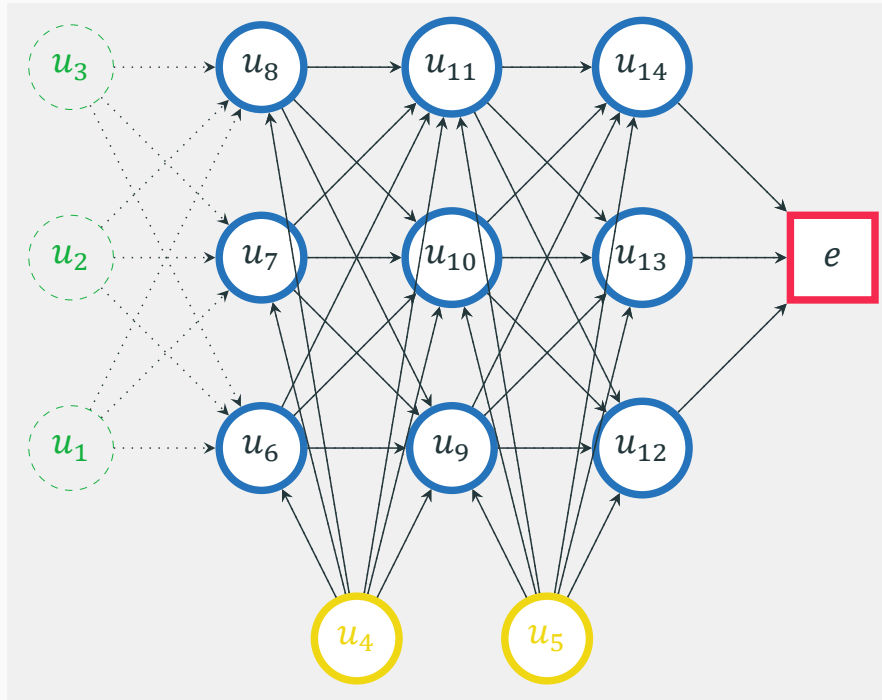 u₃ u₈ u₁₁ u₁₄
u₂ u₇ u₁₀ u₁₃ e
u₁ u₆ u₉ u₁₂
u₄ u₅